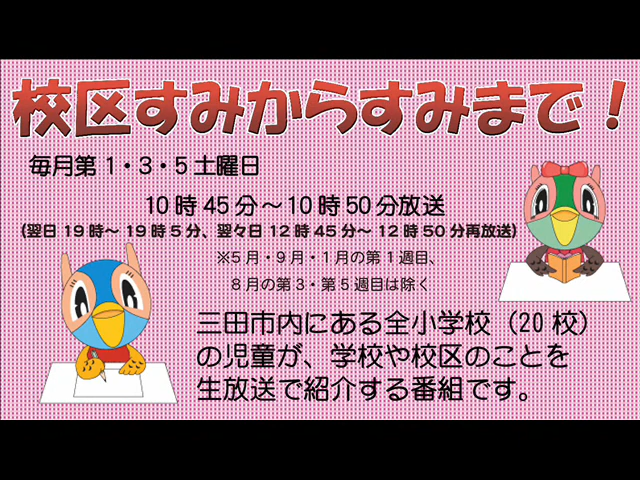 校区すみからすみまで!
毎月第1・3・5土曜日
10時45分～10時50分放送
(翌日19時～19時5分、翌々日12時45分～12時50分再放送)
※5月・9月・1月の第1週目、
8月の第3・第5週目は除く
三田市内にある全小学校(20校)
の児童が、学校や校区のことを
生放送で紹介する番組です。